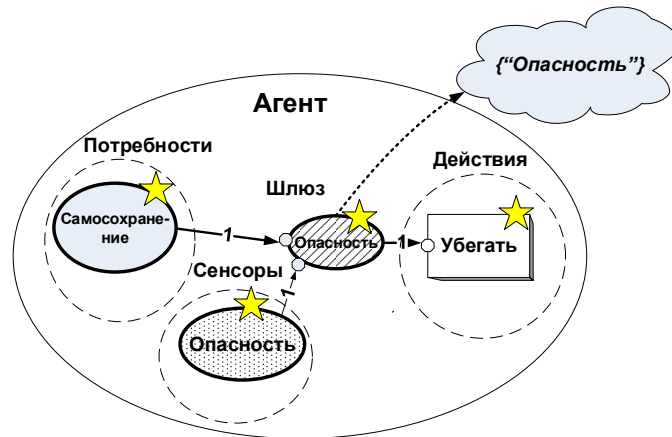 {“Опасность”}
Агент
Потребности
Действия
Шлюз
Самосохране-
ние
1
Опасность
1
Убегать
Сенсоры
1
Опасность